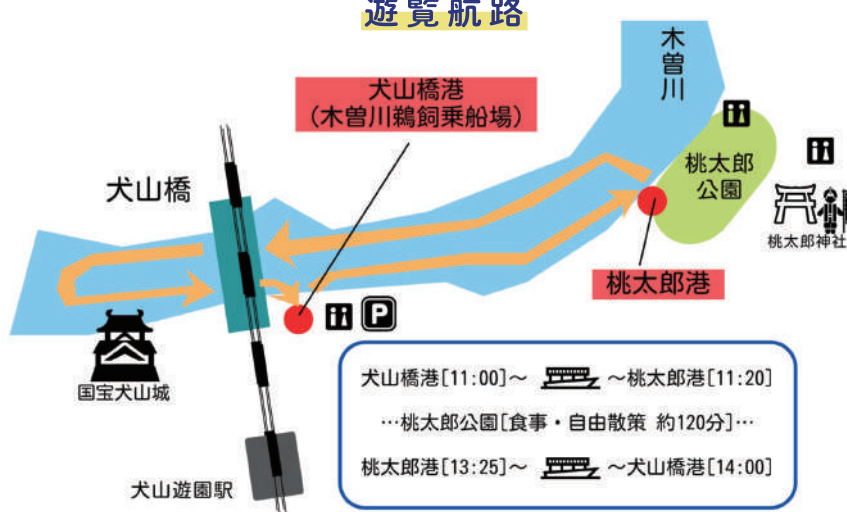 遊覧航路
木曽川
犬山橋港
（木曽川鵜飼乗船場）
犬山橋
桃太郎
公園
桃太郎神社
桃太郎港
P
国宝犬山城
犬山橋港[11:00]～ ～桃太郎港[11:20]
…桃太郎公園[食事・自由散策 約120分]…
桃太郎港[13:25]～ ～犬山橋港[14:00]
犬山遊園駅